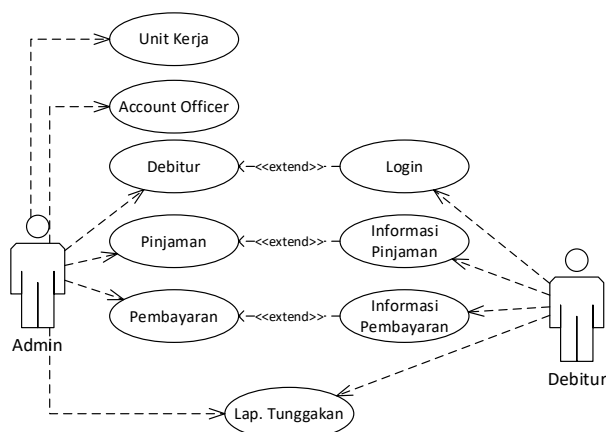 Unit Kerja
Account Officer
Debitur
<<extend>>
Login
Pinjaman
<<extend>>
Informasi
Pinjaman
Pembayaran
<<extend>>
Informasi
Pembayaran
Admin
Debitur
Lap. Tunggakan